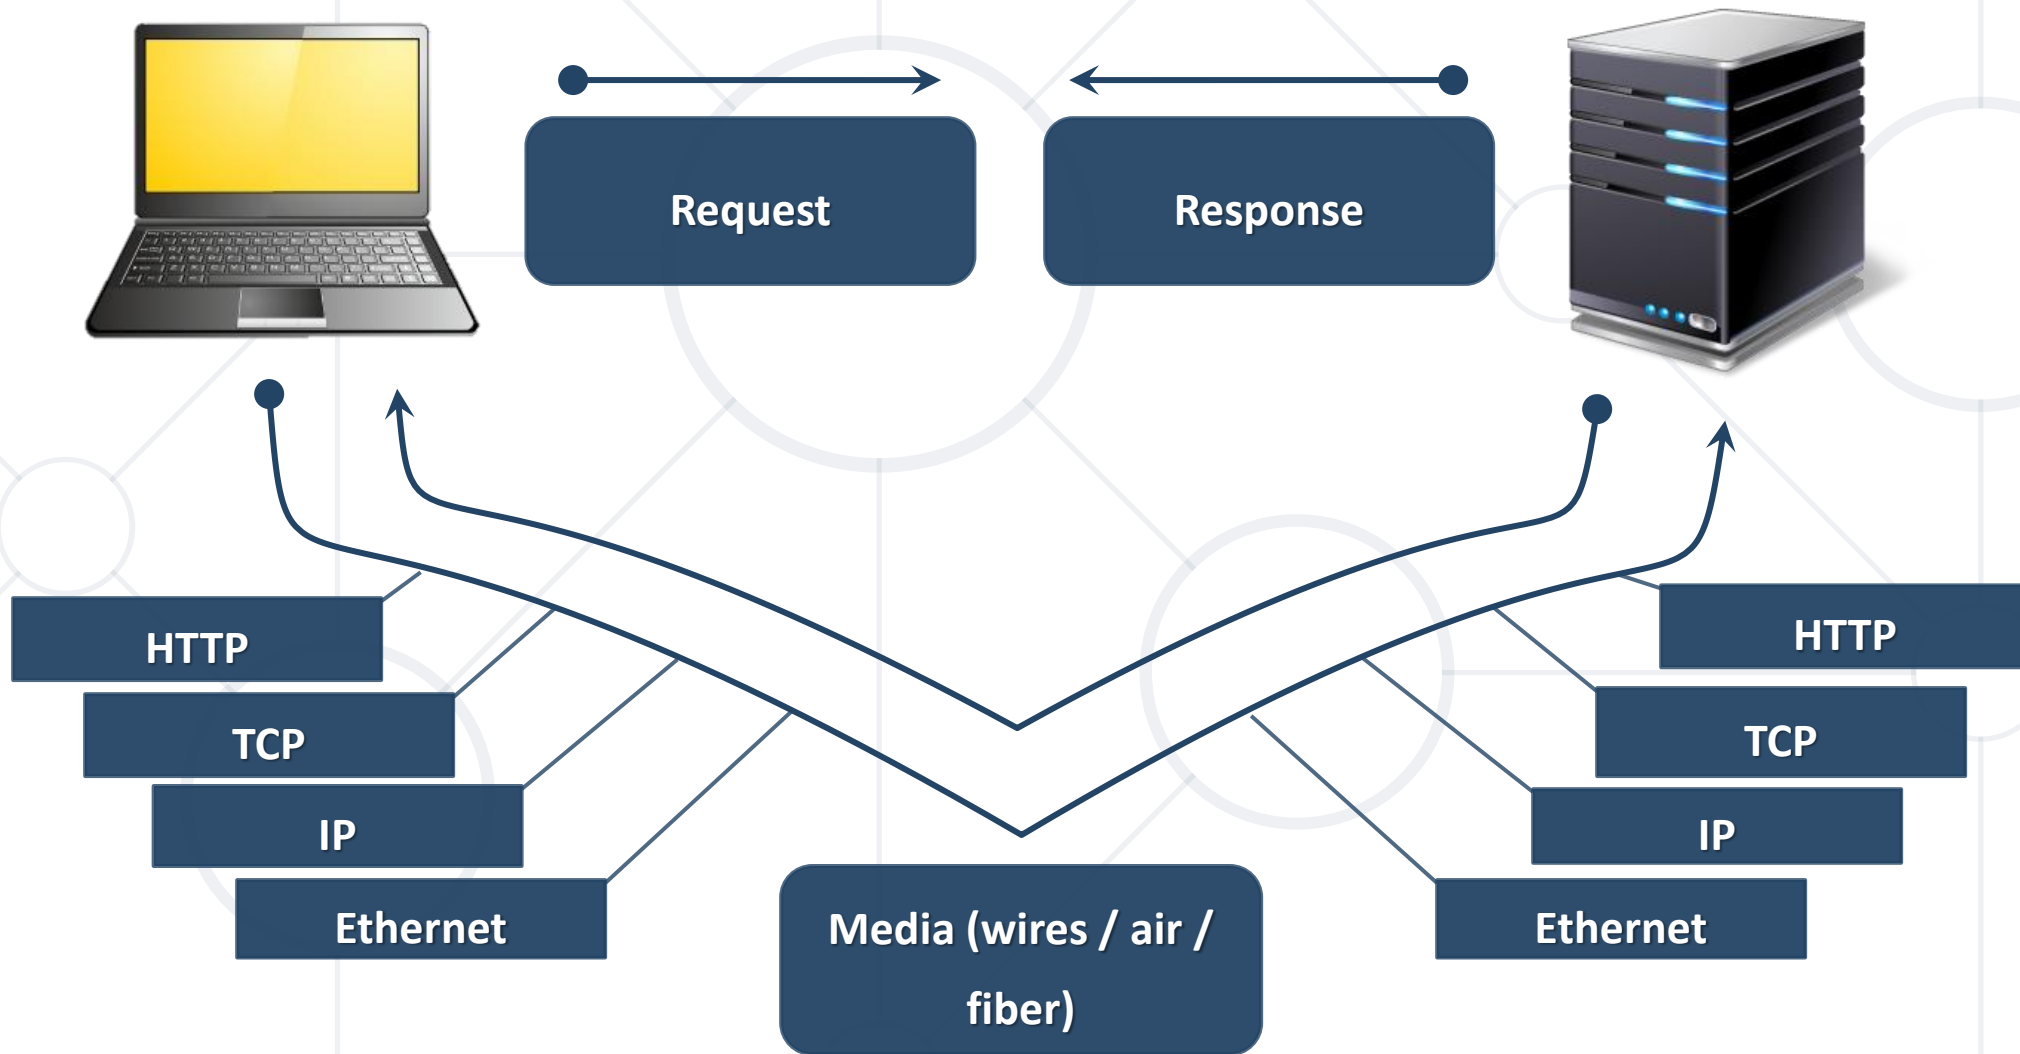 Request
Response
HTTP
TCP
IP
Ethernet
Media (wires / air /
fiber)
HTTP
TCP
IP
Ethernet